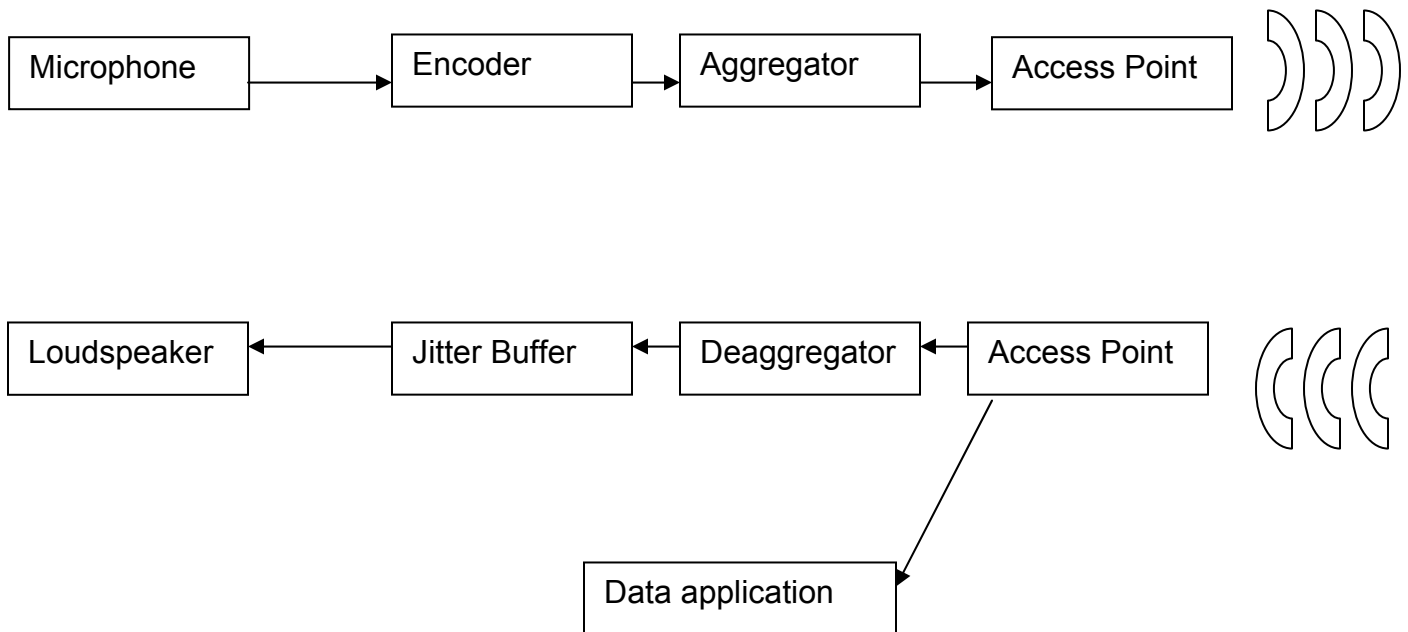 Microphone
Encoder
Aggregator
Access Point
Loudspeaker
Jitter Buffer
Deaggregator
Access Point
Data application